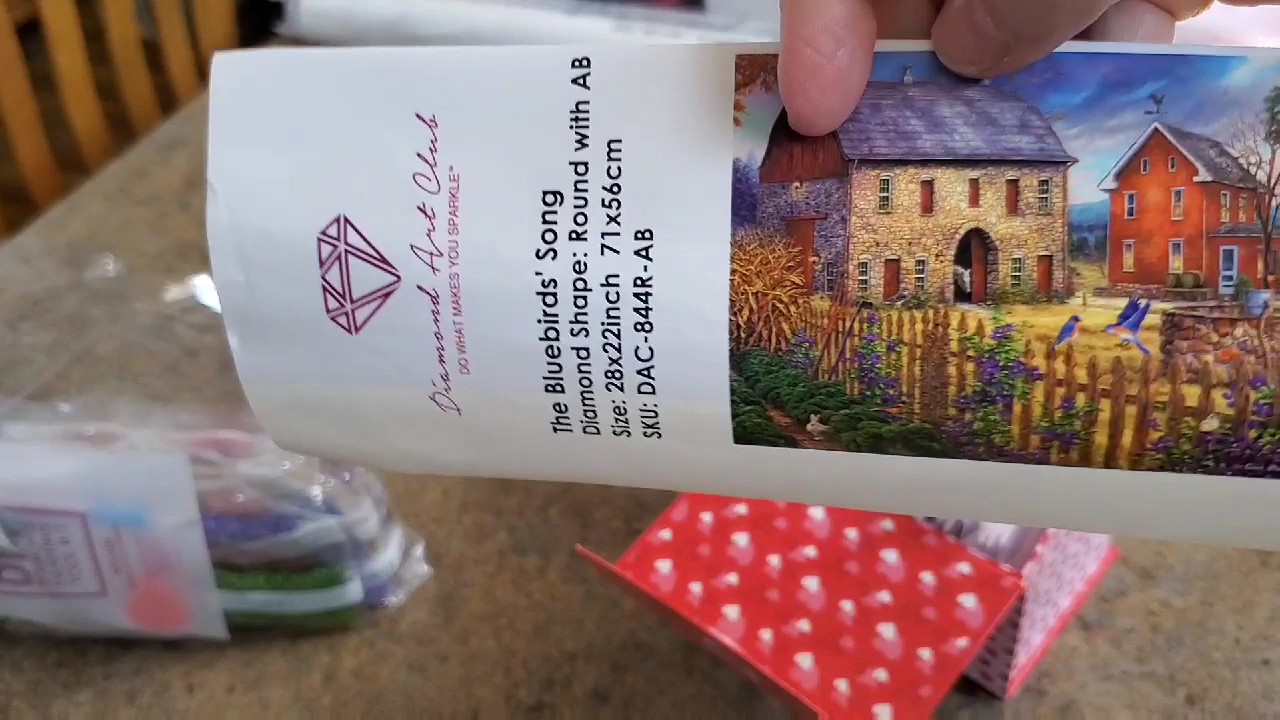 Diamond Art Club
DO WHAT MAKES YOU SPARKLE™
The Bluebirds' Song
Diamond Shape: Round with AB
Size: 28x22inch 71x56cm
SKU: DAC-844R-AB